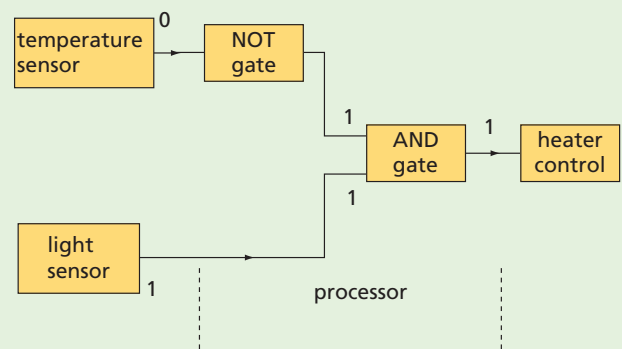 temperature
sensor
0
NOT
gate
1
AND
gate
1
heater
control
1
light
sensor
1
processor